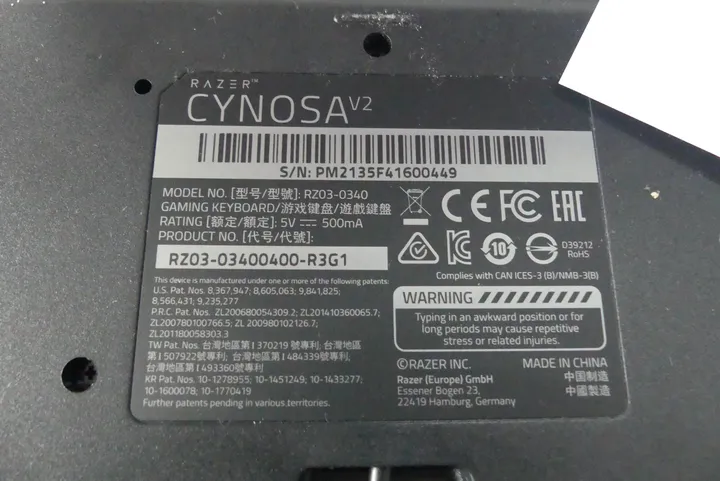 RAZER™
CYNOSA V2
S/N: PM2135F41600449
MODEL NO. [型号/型號]: RZ03-0340
GAMING KEYBOARD/游戏键盘/遊戲鍵盤
RATING [额定/額定]: 5V ⎓ 500mA
PRODUCT NO. [代号/代號]:
RZ03-03400400-R3G1
This device is manufactured under one or more of the following patents:
U.S. Pat. Nos. 8,367,947; 8,605,063; 9,841,825;
8,566,431; 9,235,277
P.R.C. Pat. Nos. ZL200680054309.2; ZL201410360065.7;
ZL200780100766.5; ZL 200980102126.7;
ZL201180058303.3
TW Pat. Nos. 台灣地區第 I 370219 號專利; 台灣地區
第 I 507922號專利; 台灣地區第 I 484339號專利;
台灣地區第 I 493360號專利
KR Pat. Nos. 10-1278955; 10-1451249; 10-1433277;
10-1600078; 10-1770419
Further patents pending in various territories.
CE FC EAC
10
D39212
RoHS
Complies with CAN ICES-3 (B)/NMB-3(B)
WARNING
Typing in an awkward position or for
long periods may cause repetitive
stress or related injuries.
©RAZER INC.
Razer (Europe) GmbH
Essener Bogen 23,
22419 Hamburg, Germany
MADE IN CHINA
中国制造
中國製造